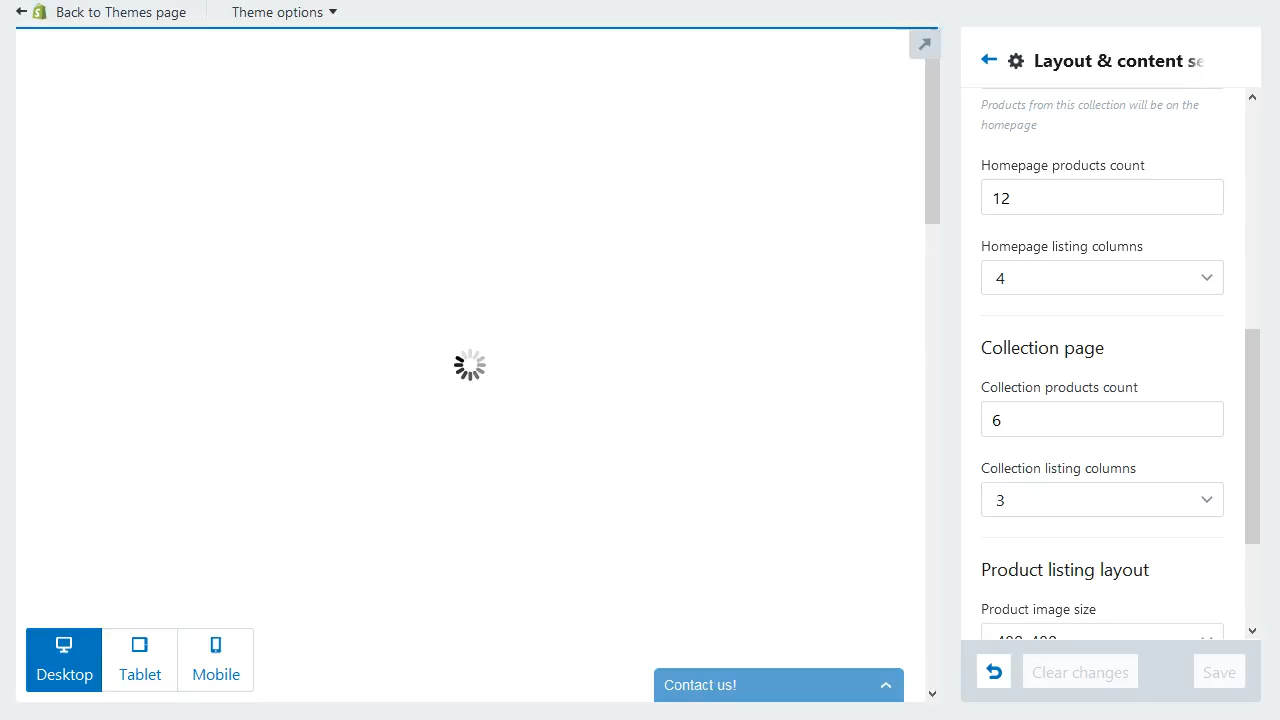 Back to Themes page
Theme options
Layout & content se
Products from this collection will be on the
homepage
Homepage products count
12
Homepage listing columns
4
Collection page
Collection products count
6
Collection listing columns
3
Product listing layout
Product image size
Desktop
Tablet
Mobile
Contact us!
Clear changes
Save